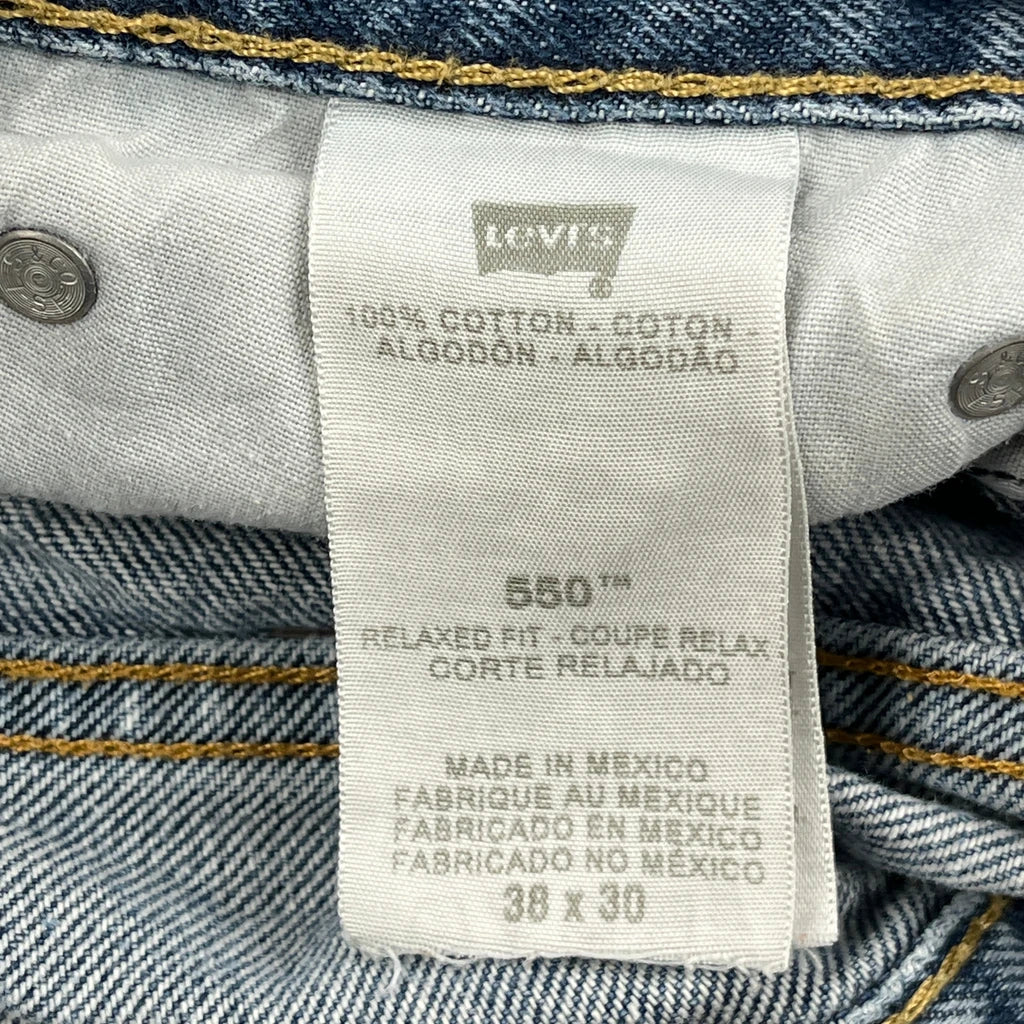 LEVI'S
®
100% COTTON - COTON -
ALGODÓN - ALGODÃO
550™
RELAXED FIT - COUPE RELAX
CORTE RELAJADO
MADE IN MEXICO
FABRIQUE AU MEXIQUE
FABRICADO EN MEXICO
FABRICADO NO MÉXICO
38 x 30
S & CO